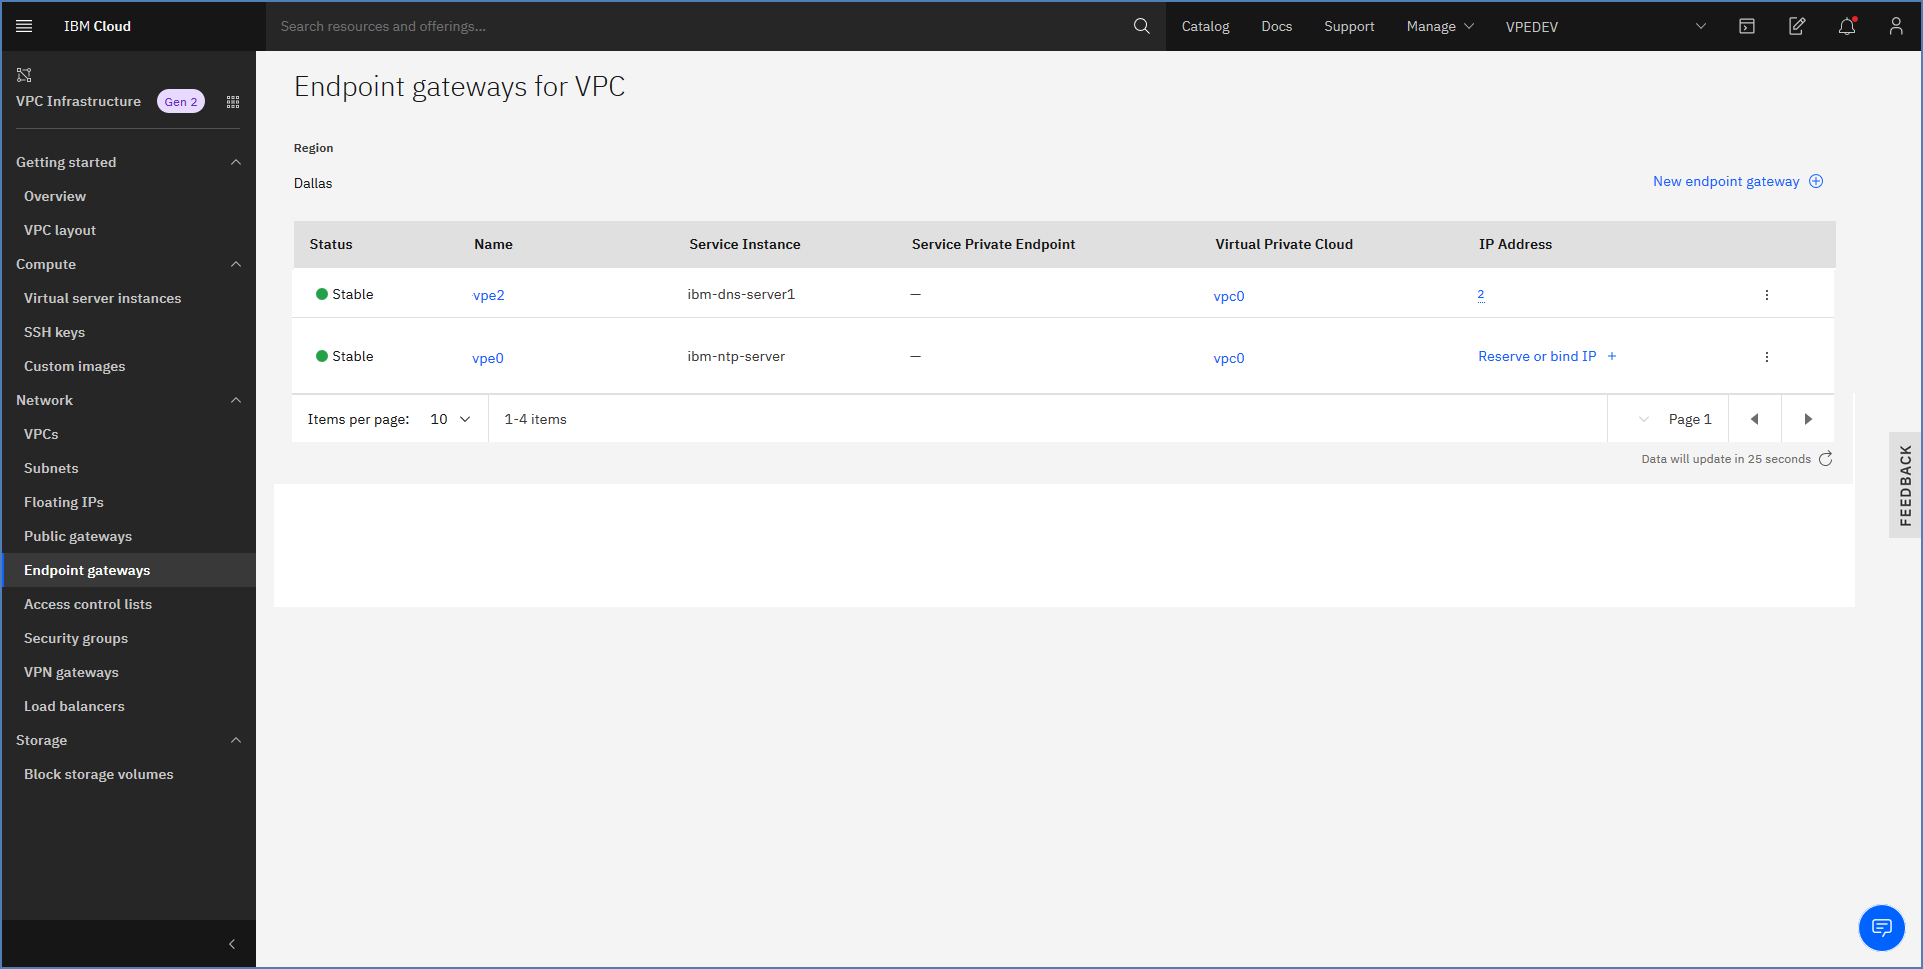 IBM Cloud
Search resources and offerings...
Catalog
Docs
Support
Manage
VPEDEV
VPC Infrastructure
Gen 2
Getting started
Overview
VPC layout
Compute
Virtual server instances
SSH keys
Custom images
Network
VPCs
Subnets
Floating IPs
Public gateways
Endpoint gateways
Access control lists
Security groups
VPN gateways
Load balancers
Storage
Block storage volumes
Endpoint gateways for VPC
Region
Dallas
New endpoint gateway
Status Name Service Instance Service Private Endpoint Virtual Private Cloud IP Address
Stable vpe2 ibm-dns-server1 — vpc0 2
Stable vpe0 ibm-ntp-server — vpc0 Reserve or bind IP +
Items per page: 10 1-4 items Page 1
Data will update in 25 seconds
FEEDBACK